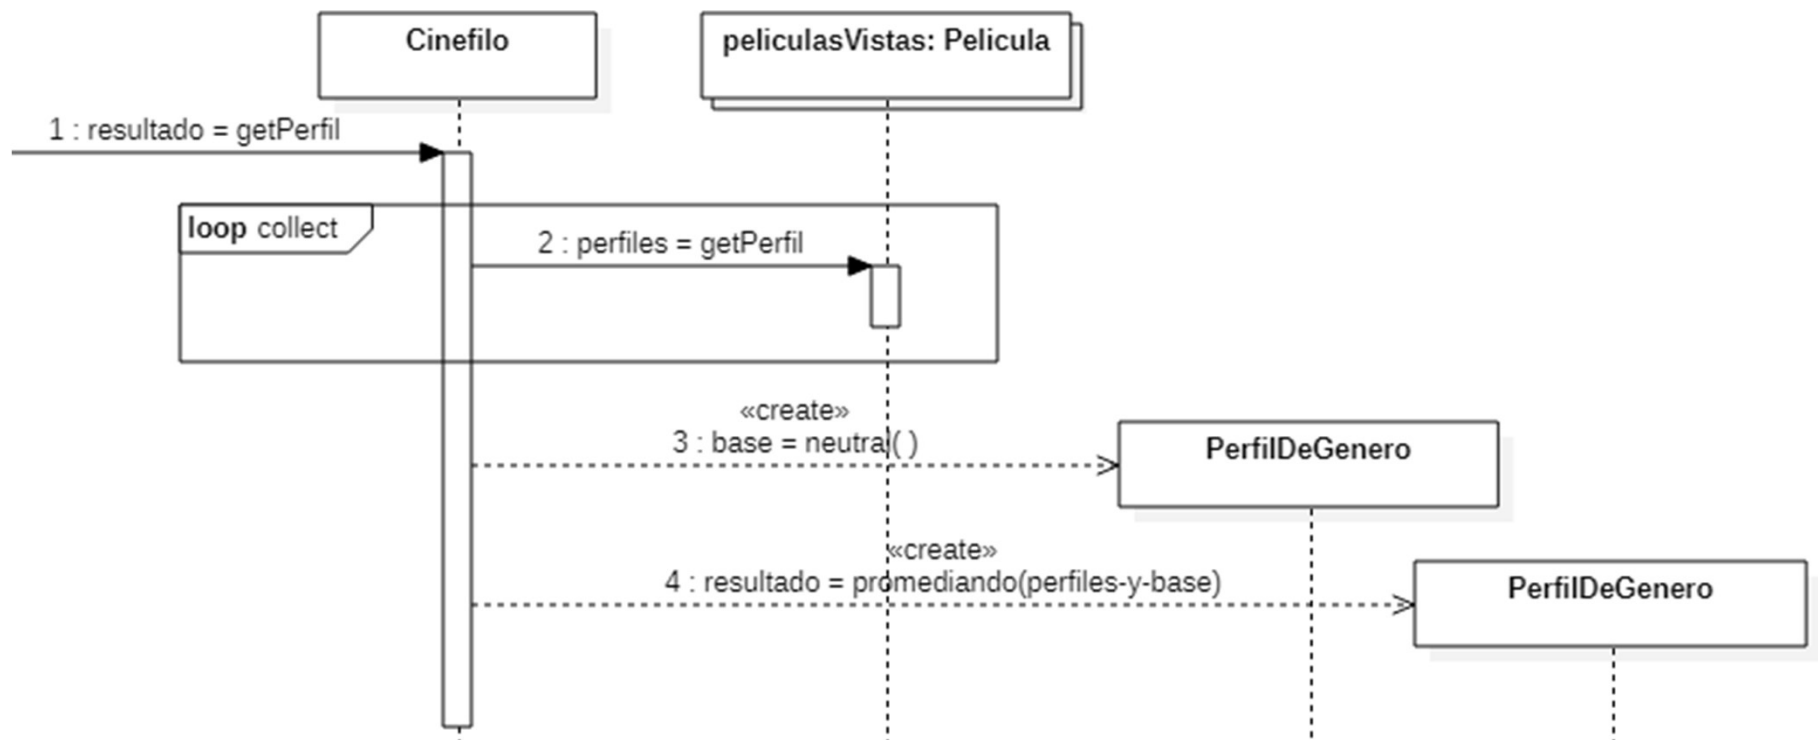 Cinefilo
peliculasVistas: Pelicula
1 : resultado = getPerfil
loop collect
2 : perfiles = getPerfil
«create»
3 : base = neutral( )
PerfilDeGenero
«create»
4 : resultado = promediando(perfiles-y-base)
PerfilDeGenero